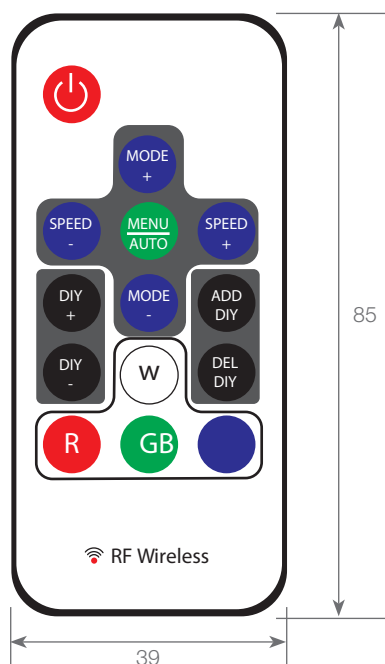 MODE
+
SPEED
-
MENU
AUTO
SPEED
+
DIY
+
MODE
-
ADD
DIY
DIY
-
W
DEL
DIY
R
GB
RF Wireless
85
39